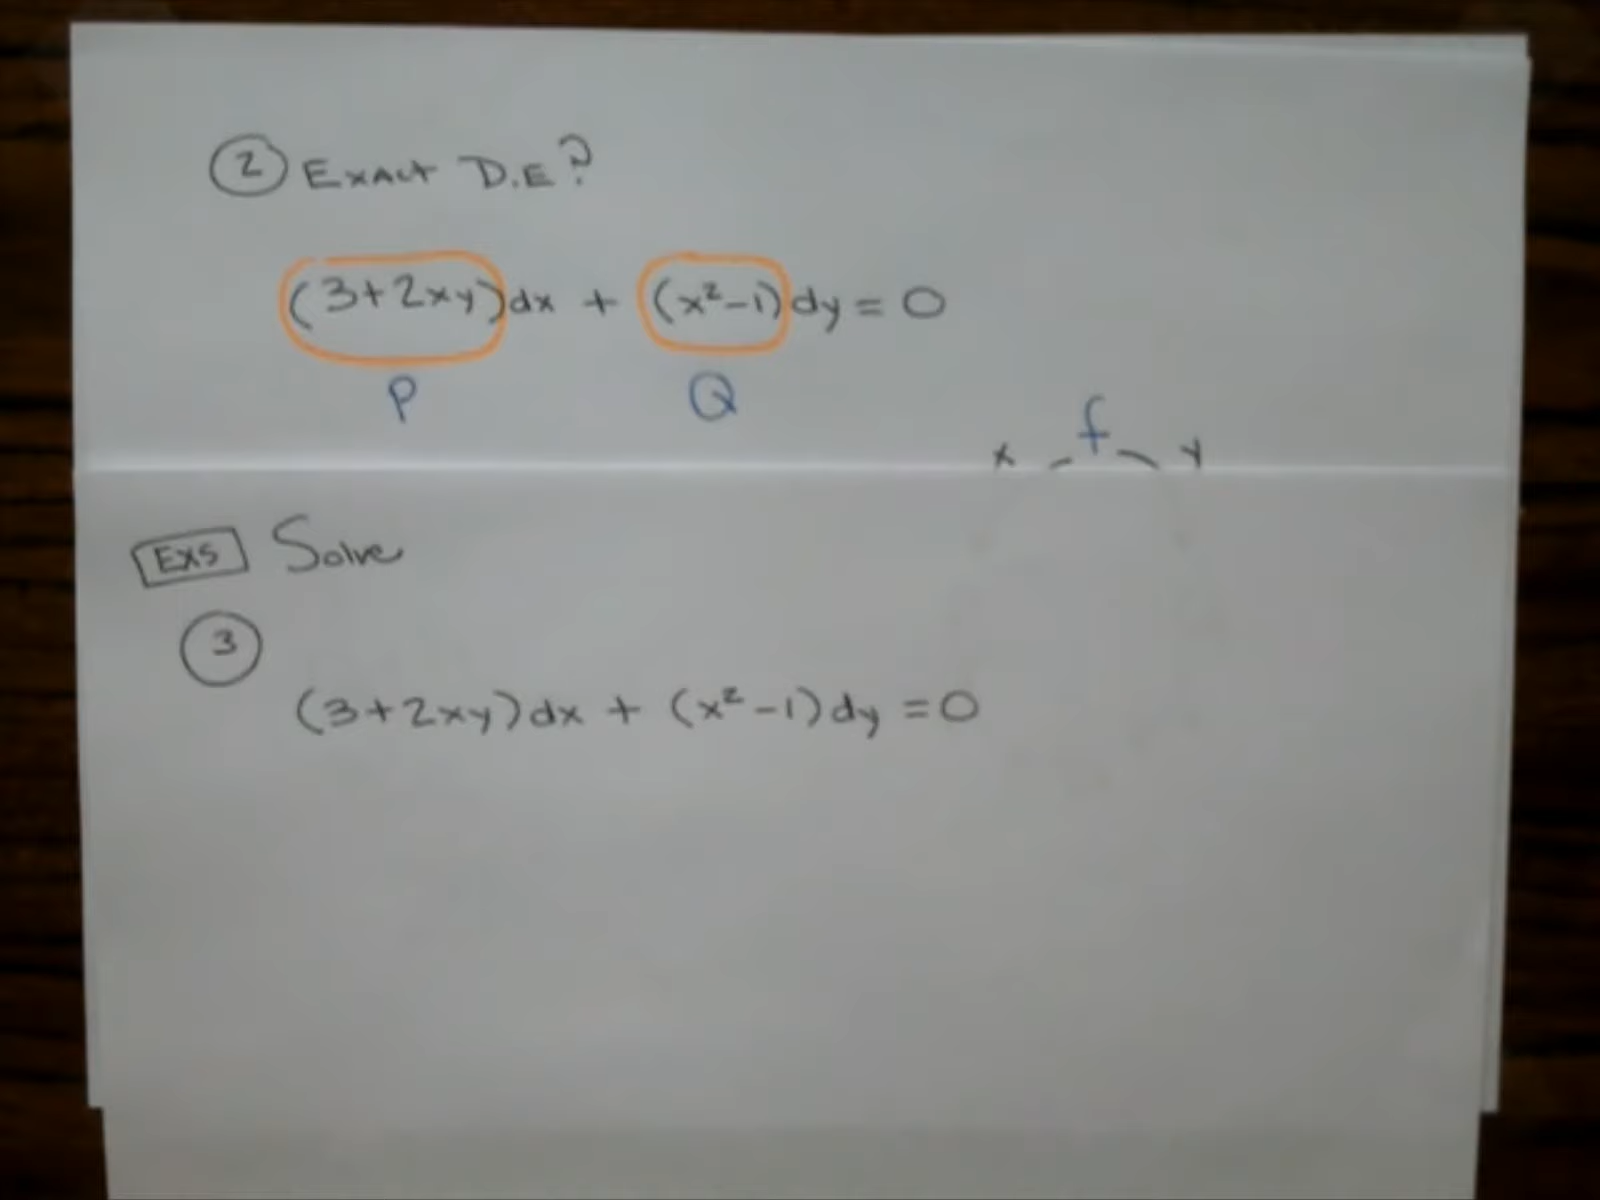 2 Exact D.E?
(3+2xy)dx + (x²-1)dy = 0
P Q
x f y
EXS Solve
3
(3+2xy)dx + (x²-1)dy = 0